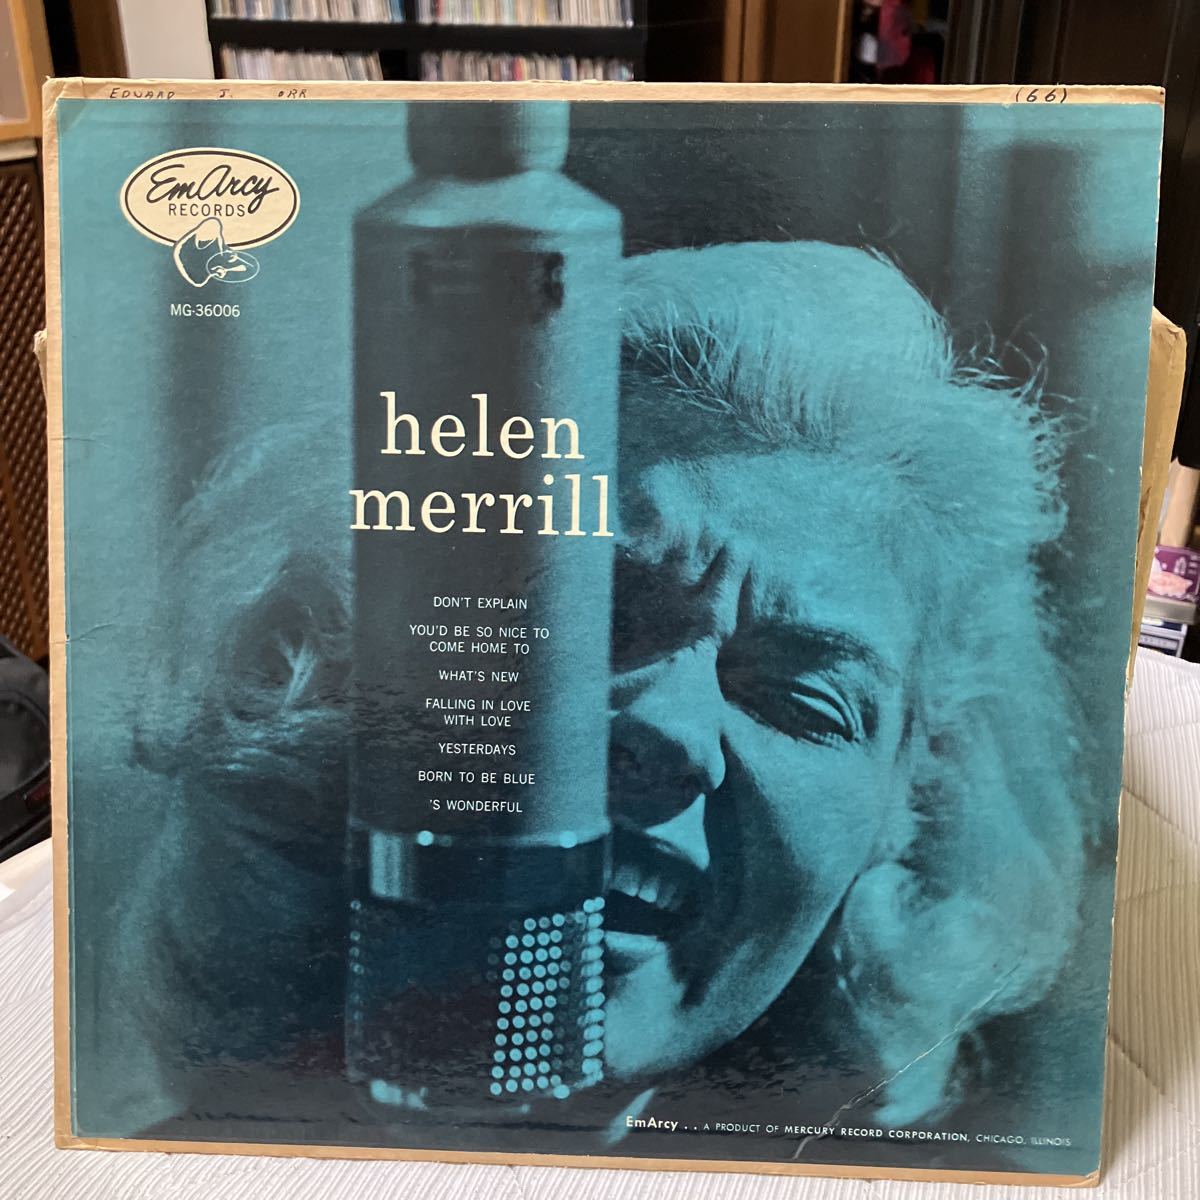 EDWARD J. ORR (66)
EmArcy
RECORDS
MG-36006
helen
merrill
DON'T EXPLAIN
YOU'D BE SO NICE TO
COME HOME TO
WHAT'S NEW
FALLING IN LOVE
WITH LOVE
YESTERDAYS
BORN TO BE BLUE
'S WONDERFUL
EmArcy . . A PRODUCT OF MERCURY RECORD CORPORATION, CHICAGO, ILLINOIS